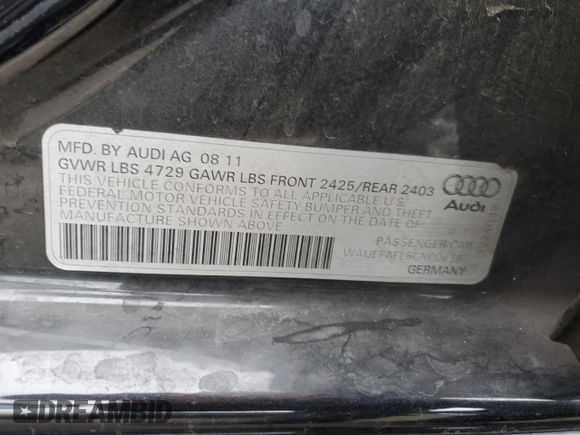 MFD. BY AUDI AG 08 11
GVWR LBS 4729 GAWR LBS FRONT 2425/REAR 2403
THIS VEHICLE CONFORMS TO ALL APPLICABLE U.S.
FEDERAL MOTOR VEHICLE SAFETY, BUMPER AND THEFT
PREVENTION STANDARDS IN EFFECT ON THE DATE OF
MANUFACTURE SHOWN ABOVE.
Audi
PASSENGER CAR
GERMANY
DREAMBID